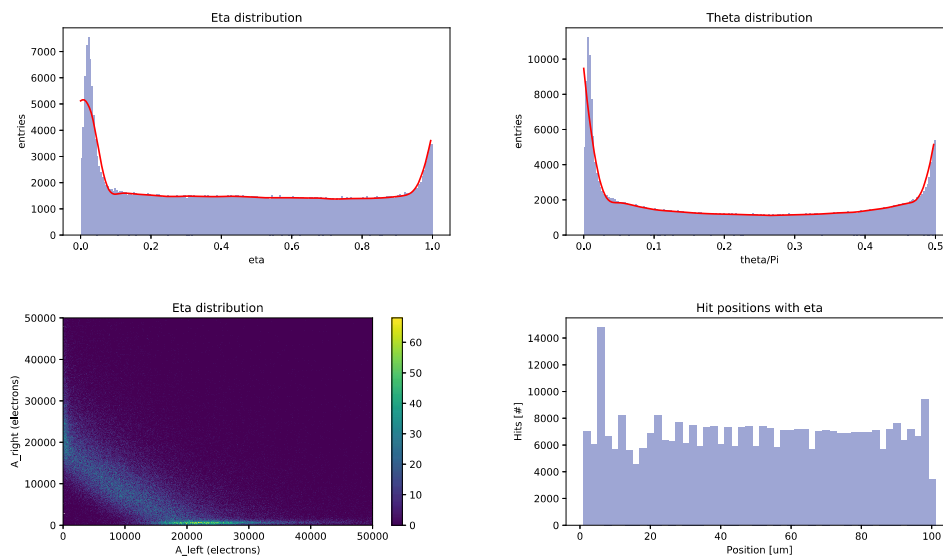 Eta distribution
7000
6000
5000
4000
3000
2000
1000
0
entries
0.0 0.2 0.4 0.6 0.8 1.0
eta
Theta distribution
10000
8000
6000
4000
2000
0
entries
0.0 0.1 0.2 0.3 0.4 0.5
theta/Pi
Eta distribution
50000
40000
30000
20000
10000
0
A_right (electrons)
0 10000 20000 30000 40000 50000
A_left (electrons)
60
50
40
30
20
10
0
Hit positions with eta
14000
12000
10000
8000
6000
4000
2000
0
Hits [#]
0 20 40 60 80 100
Position [um]